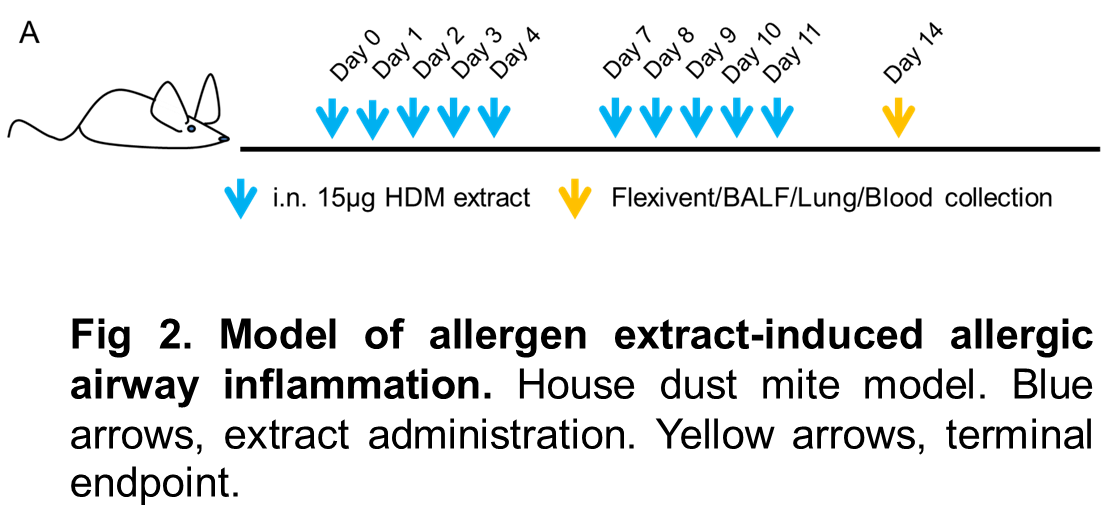 A
Day 0 Day 1 Day 2 Day 3 Day 4 Day 7 Day 8 Day 9 Day 10 Day 11 Day 14
i.n. 15µg HDM extract Flexivent/BALF/Lung/Blood collection
Fig 2. Model of allergen extract-induced allergic
airway inflammation. House dust mite model. Blue
arrows, extract administration. Yellow arrows, terminal
endpoint.